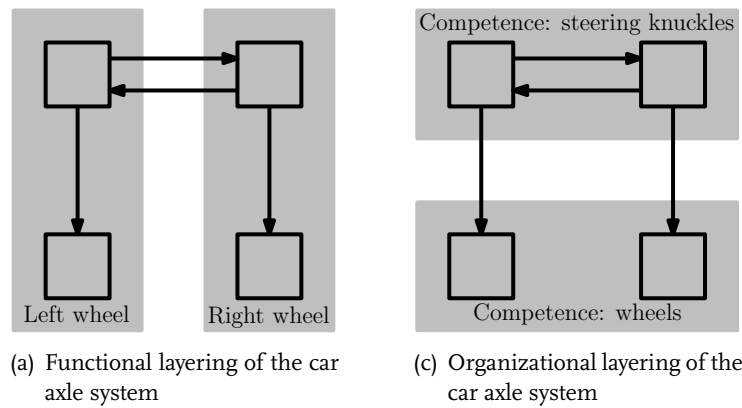 Competence: steering knuckles
Left wheel
Right wheel
Competence: wheels
(a) Functional layering of the car
axle system
(c) Organizational layering of the
car axle system